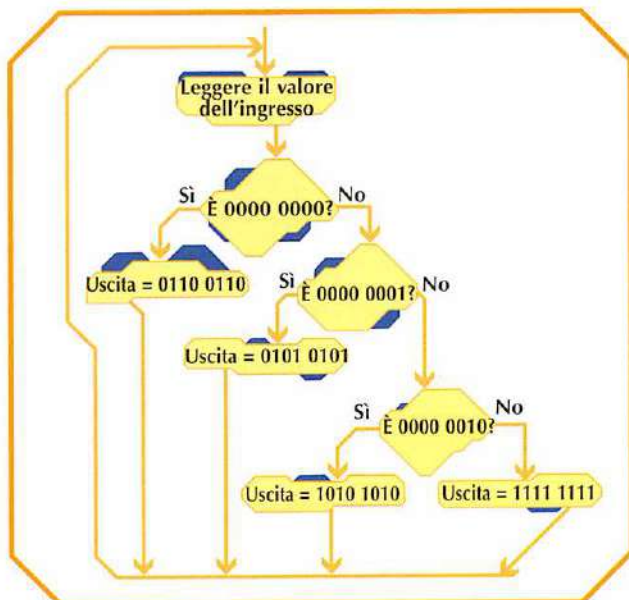 Leggere il valore
dell'ingresso
Sì
No
È 0000 0000?
Uscita = 0110 0110
Sì
No
È 0000 0001?
Uscita = 0101 0101
Sì
No
È 0000 0010?
Uscita = 1010 1010
Uscita = 1111 1111